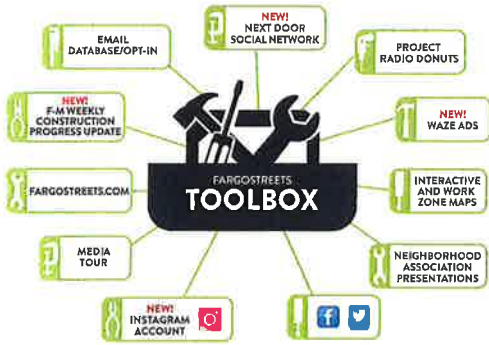 NEW!
NEXT DOOR
SOCIAL NETWORK
EMAIL
DATABASE/OPT-IN
PROJECT
RADIO DONUTS
NEW!
F-M WEEKLY
CONSTRUCTION
PROGRESS UPDATE
NEW!
WAZE ADS
FARGOSTREETS
TOOLBOX
FARGOSTREETS.COM
INTERACTIVE
AND WORK
ZONE MAPS
MEDIA
TOUR
NEIGHBORHOOD
ASSOCIATION
PRESENTATIONS
NEW!
INSTAGRAM
ACCOUNT
f